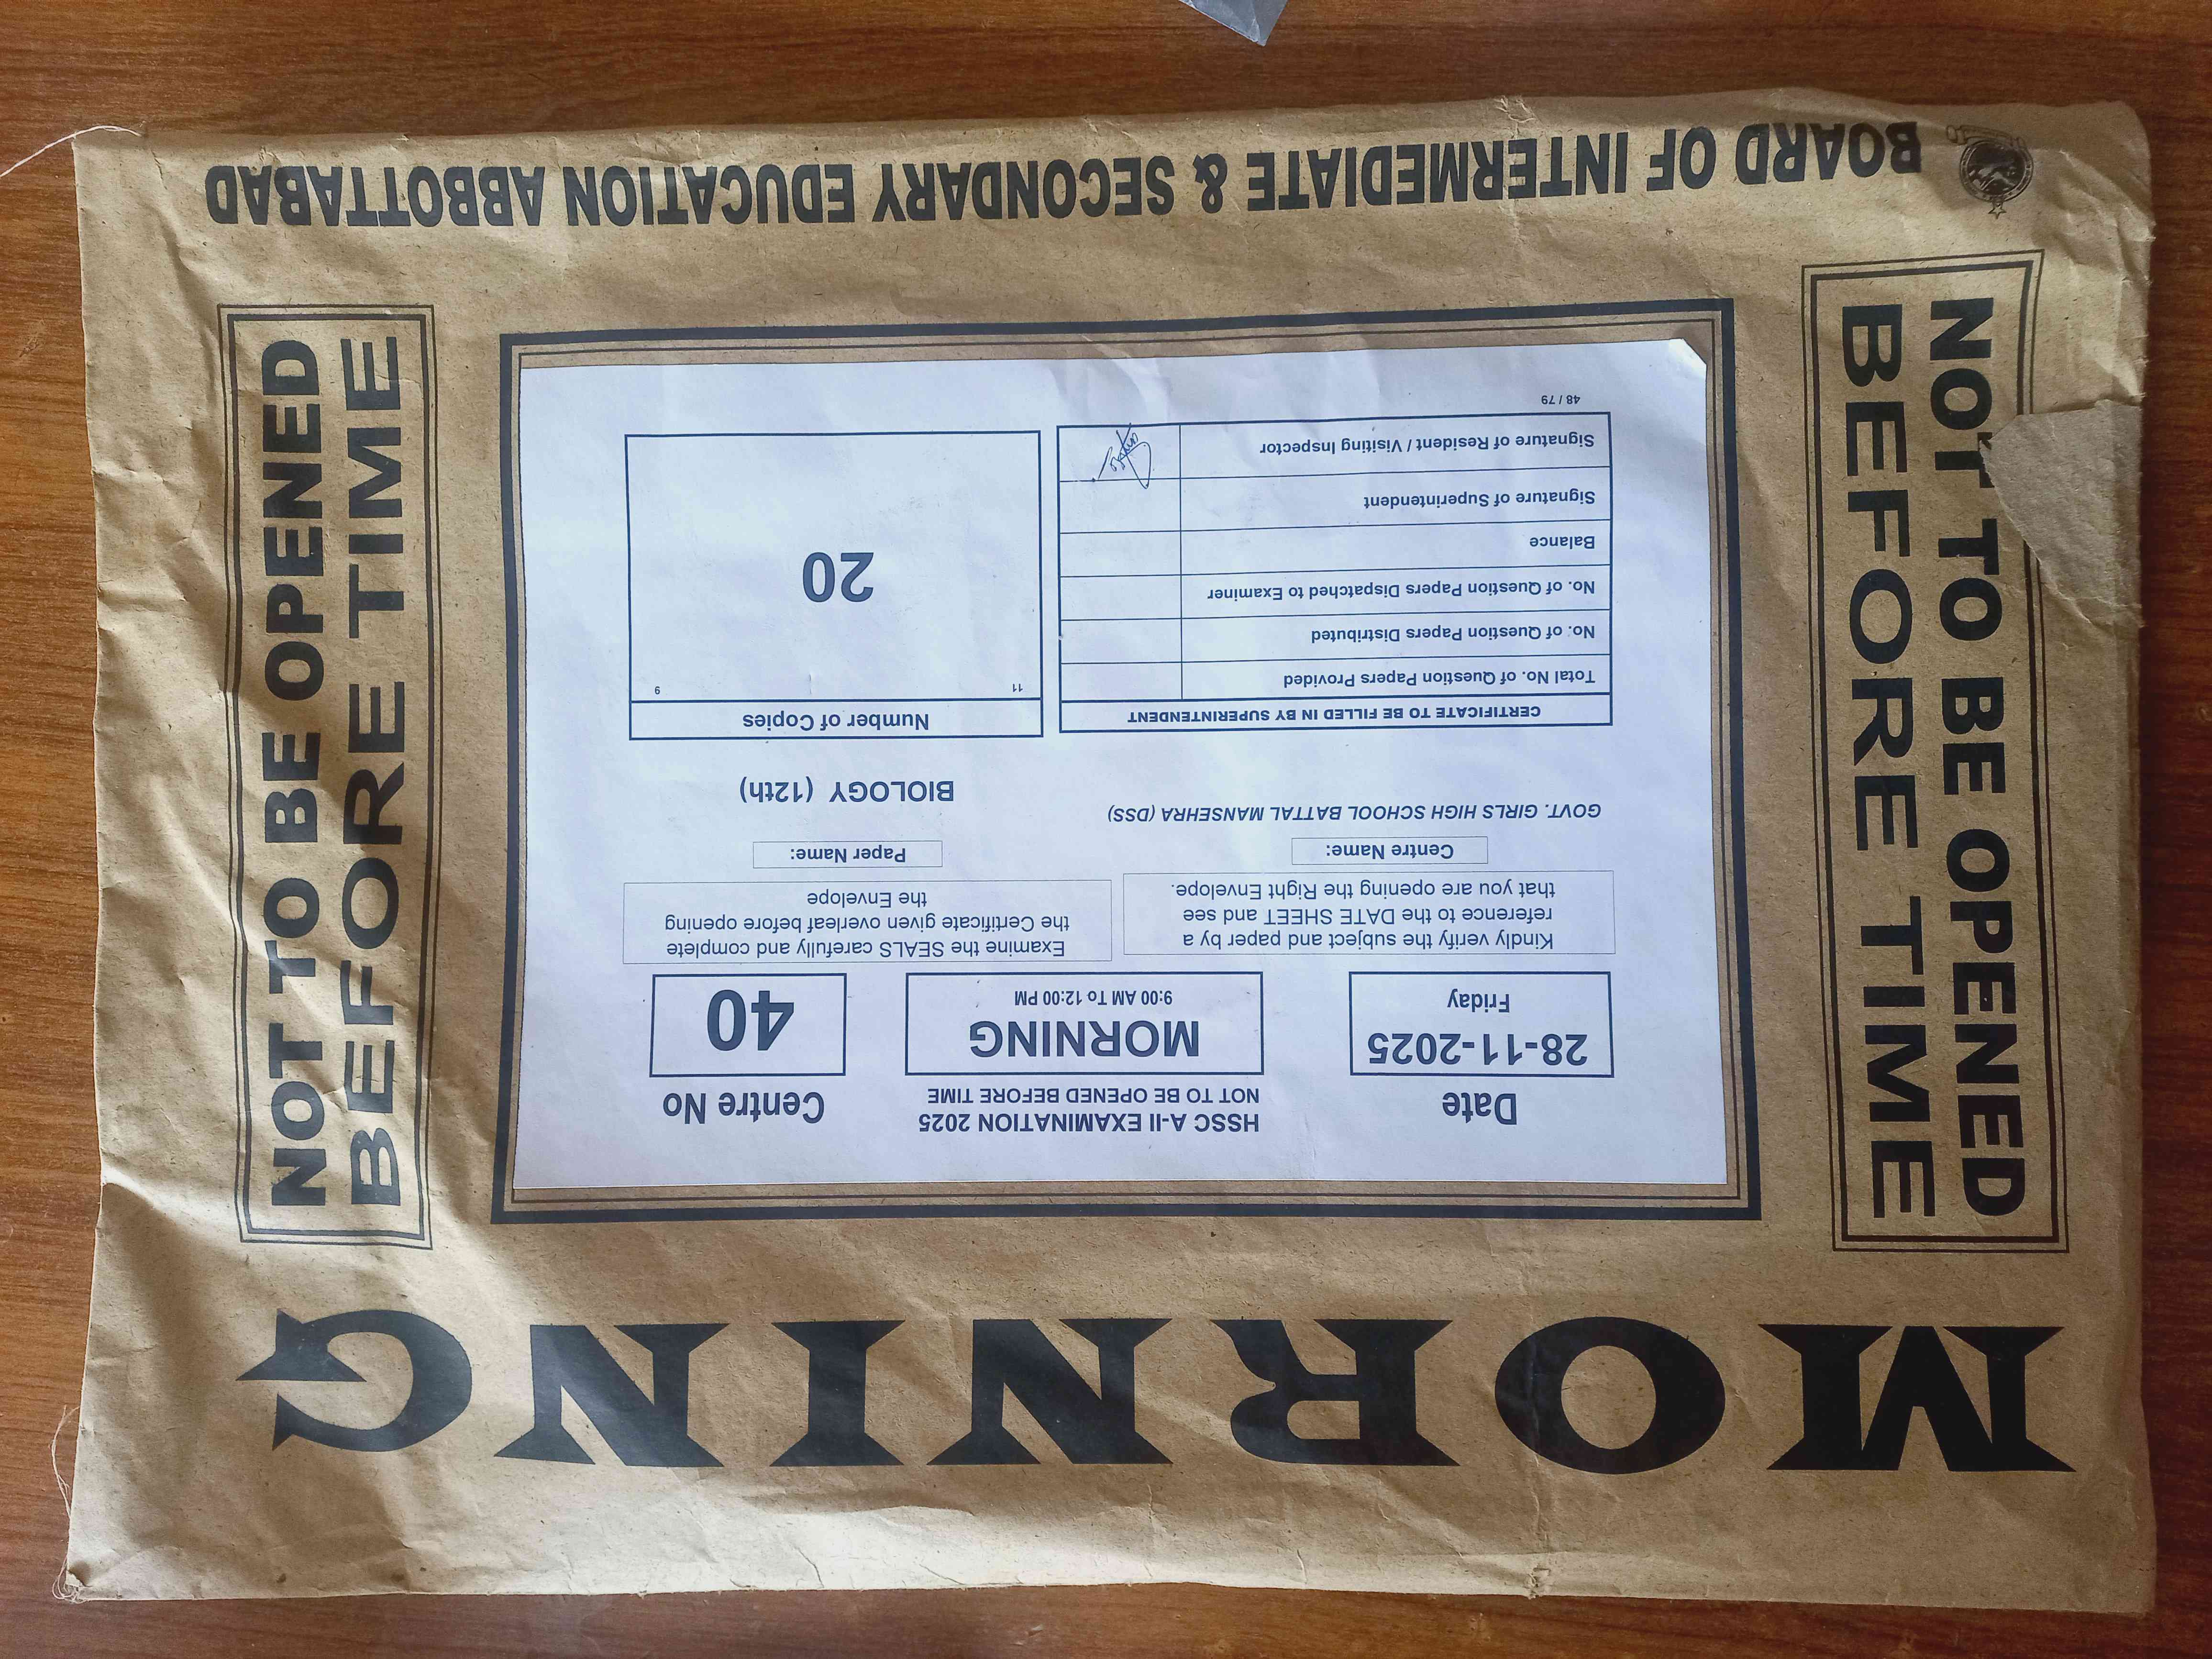 MORNING
NOT TO BE OPENED
BEFORE TIME
Date
28-11-2025
Friday
HSSC A-II EXAMINATION 2025
NOT TO BE OPENED BEFORE TIME
MORNING
9:00 AM To 12:00 PM
Centre No
40
Kindly verify the subject and paper by a
reference to the DATE SHEET and see
that you are opening the Right Envelope.
Examine the SEALS carefully and complete
the Certificate given overleaf before opening
the Envelope
Centre Name:
GOVT. GIRLS HIGH SCHOOL BATTAL MANSEHRA (DSS)
Paper Name:
BIOLOGY (12th)
CERTIFICATE TO BE FILLED IN BY SUPERINTENDENT
Total No. of Question Papers Provided
No. of Question Papers Distributed
No. of Question Papers Dispatched to Examiner
Balance
Signature of Superintendent
Signature of Resident / Visiting Inspector
48 / 79
Number of Copies
11 9
20
NOT TO BE OPENED
BEFORE TIME
BOARD OF INTERMEDIATE & SECONDARY EDUCATION ABBOTTABAD